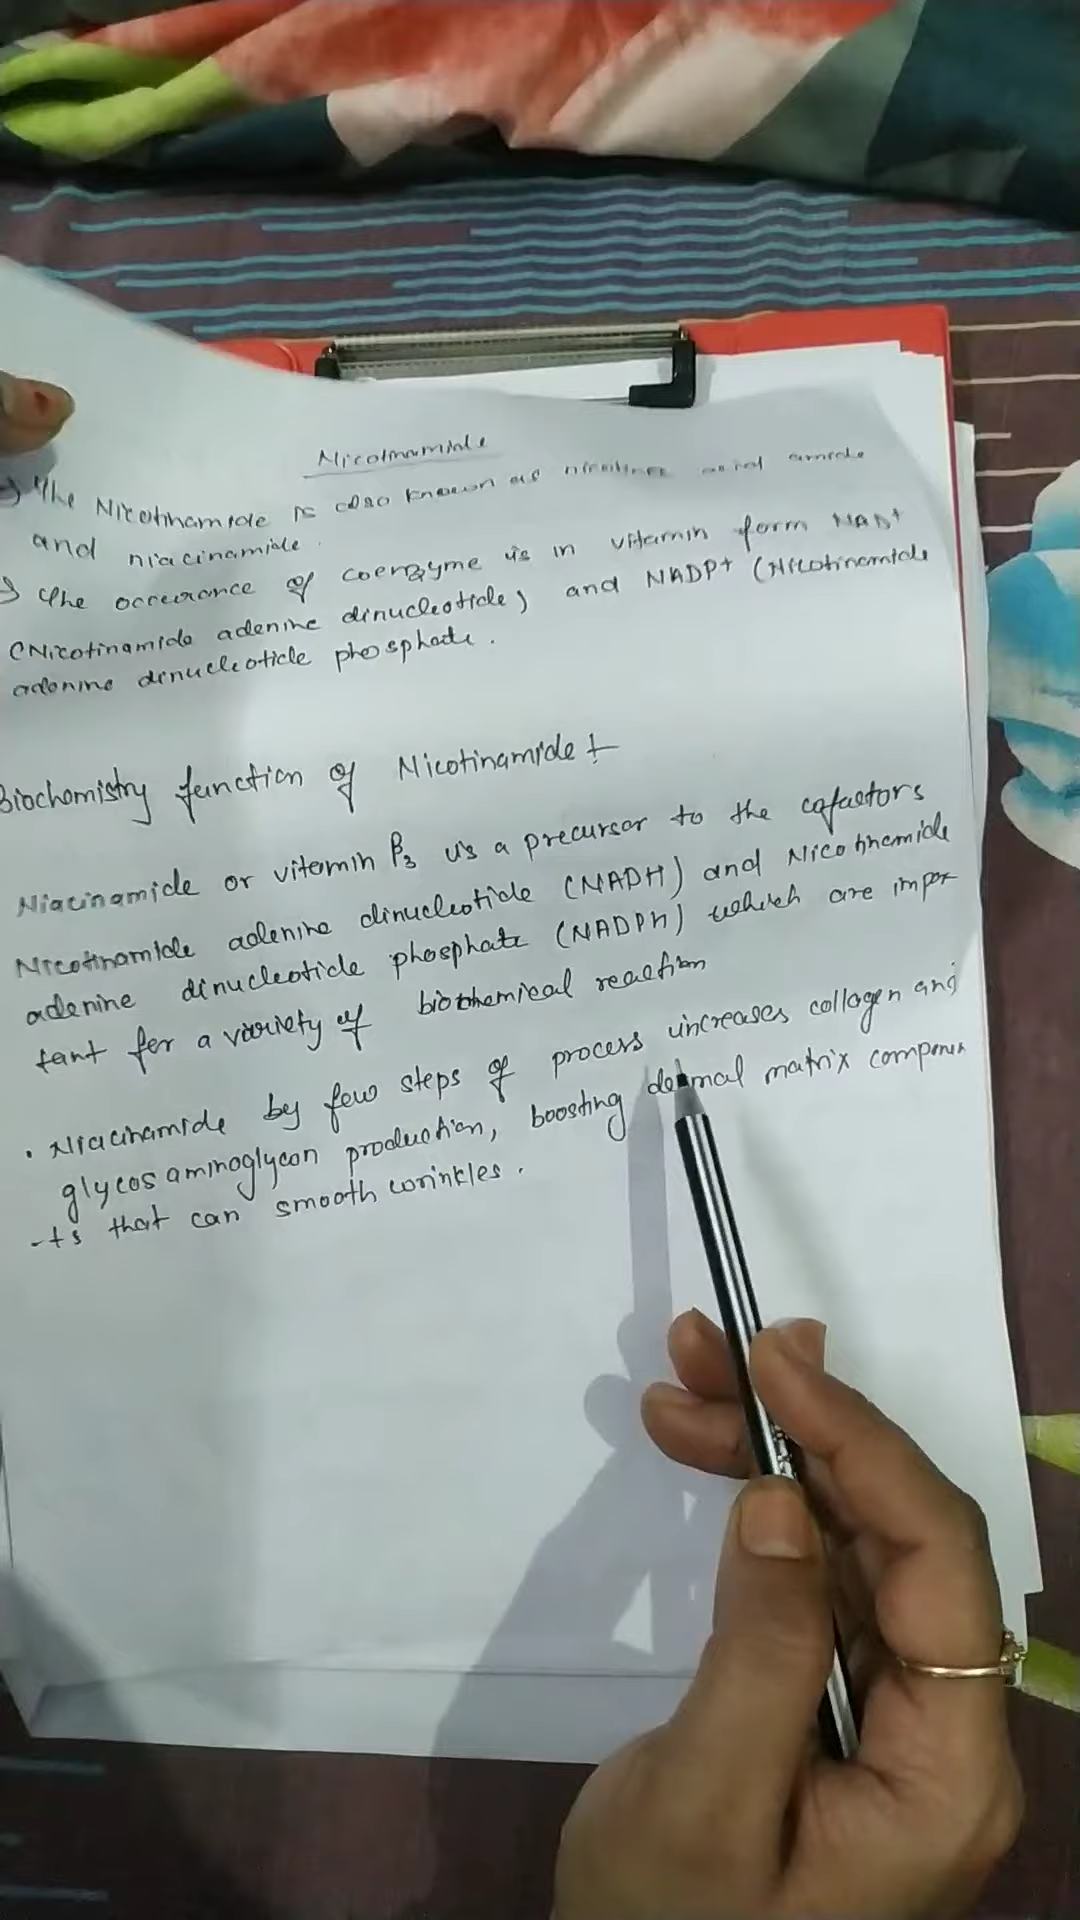 Nicotinamide
The Nicotinamide is also known as nicotinic acid amide
and niacinamide.
The occurance of coenzyme is in vitamin form NAD+
(Nicotinamide adenine dinucleotide) and NADP+ (Nicotinamide
adenine dinucleoticle phosphate.
Biochemistry function of Nicotinamide :-
Niacinamide or vitamin B3 is a precursor to the cofactors
Nicotinamide adenine dinucleotide (NADH) and Nicotinamide
adenine dinucleotide phosphate (NADPH) which are impor
tant for a variety of biochemical reaction
. Niacinamide by few steps of process increases collagen and
glycosaminoglycan production, boosting dermal matrix componen
-ts that can smooth wrinkles.